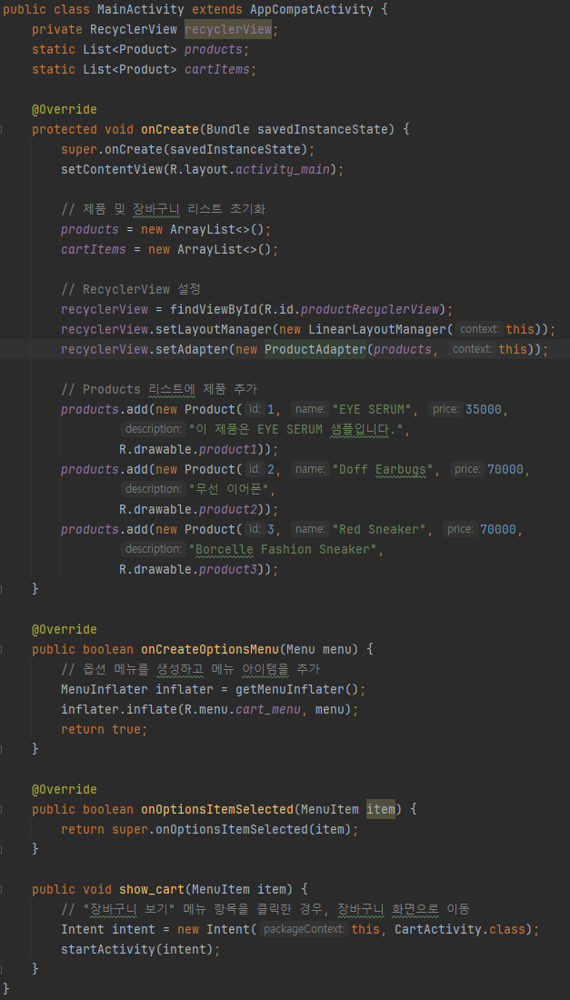 public class MainActivity extends AppCompatActivity {
    private RecyclerView recyclerView;
    static List<Product> products;
    static List<Product> cartItems;

    @Override
    protected void onCreate(Bundle savedInstanceState) {
        super.onCreate(savedInstanceState);
        setContentView(R.layout.activity_main);

        // 제품 및 장바구니 리스트 초기화
        products = new ArrayList<>();
        cartItems = new ArrayList<>();

        // RecyclerView 설정
        recyclerView = findViewById(R.id.productRecyclerView);
        recyclerView.setLayoutManager(new LinearLayoutManager( context: this));
        recyclerView.setAdapter(new ProductAdapter(products, context: this));

        // Products 리스트에 제품 추가
        products.add(new Product( id: 1, name: "EYE SERUM", price: 35000,
                description: "이 제품은 EYE SERUM 샘플입니다.",
                R.drawable.product1));
        products.add(new Product( id: 2, name: "Doff Earbugs", price: 70000,
                description: "무선 이어폰",
                R.drawable.product2));
        products.add(new Product( id: 3, name: "Red Sneaker", price: 70000,
                description: "Borcelle Fashion Sneaker",
                R.drawable.product3));
    }

    @Override
    public boolean onCreateOptionsMenu(Menu menu) {
        // 옵션 메뉴를 생성하고 메뉴 아이템을 추가
        MenuInflater inflater = getMenuInflater();
        inflater.inflate(R.menu.cart_menu, menu);
        return true;
    }

    @Override
    public boolean onOptionsItemSelected(MenuItem item) {
        return super.onOptionsItemSelected(item);
    }

    public void show_cart(MenuItem item) {
        // "장바구니 보기" 메뉴 항목을 클릭한 경우, 장바구니 화면으로 이동
        Intent intent = new Intent( packageContext: this, CartActivity.class);
        startActivity(intent);
    }
}